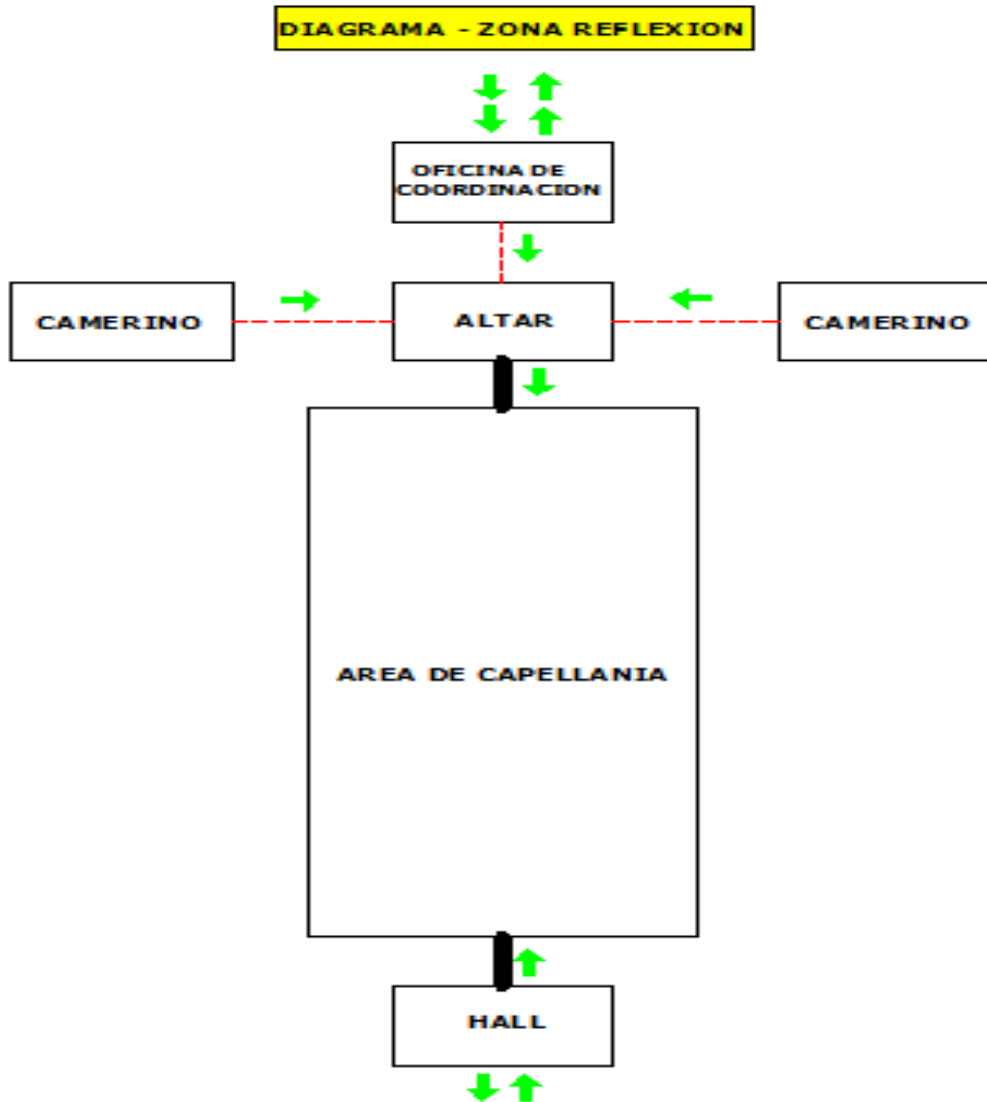 DIAGRAMA - ZONA REFLEXION
OFICINA DE
COORDINACION
CAMERINO
ALTAR
CAMERINO
AREA DE CAPELLANIA
HALL